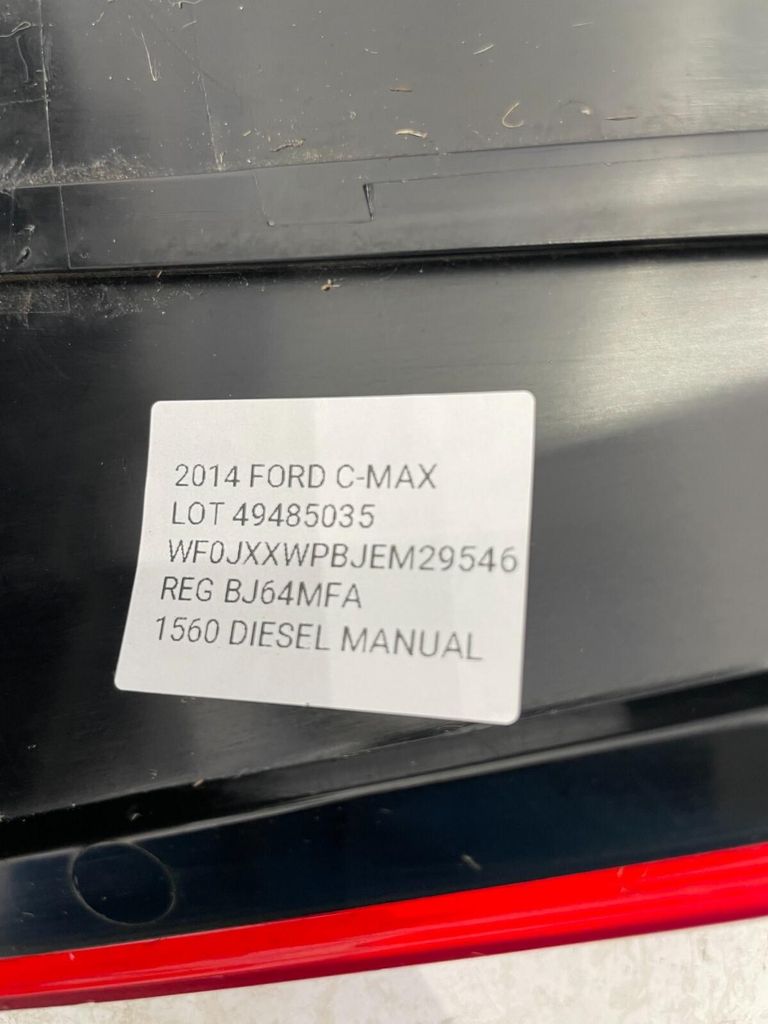 2014 FORD C-MAX
LOT 49485035
WF0JXXWPBJEM29546
REG BJ64MFA
1560 DIESEL MANUAL